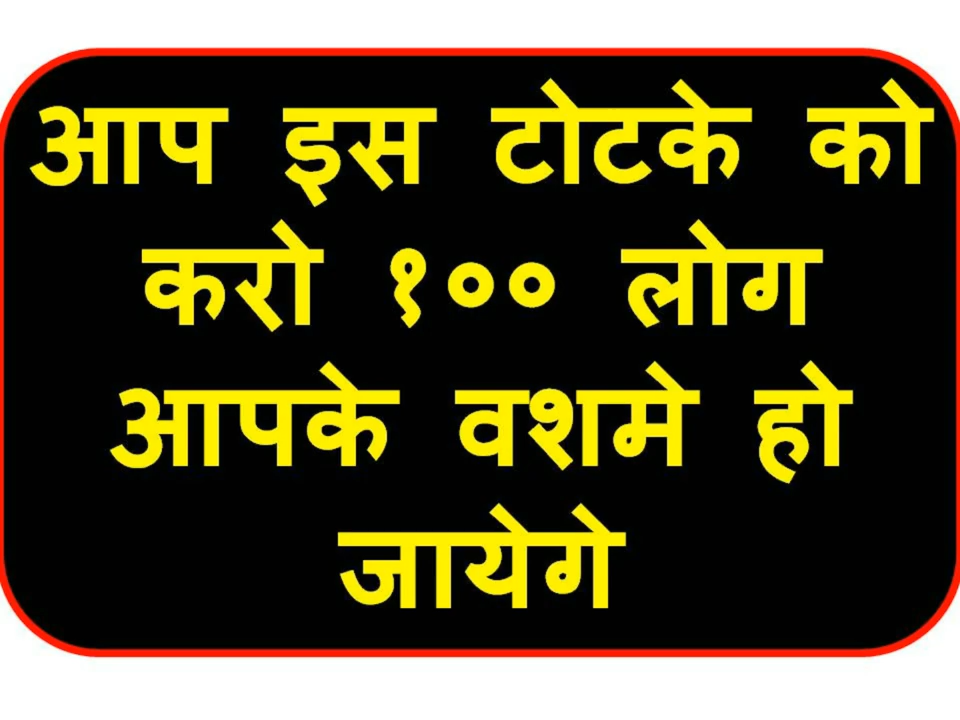 आप इस टोटके को
करो १०० लोग
आपके वशमे हो
जायेगे